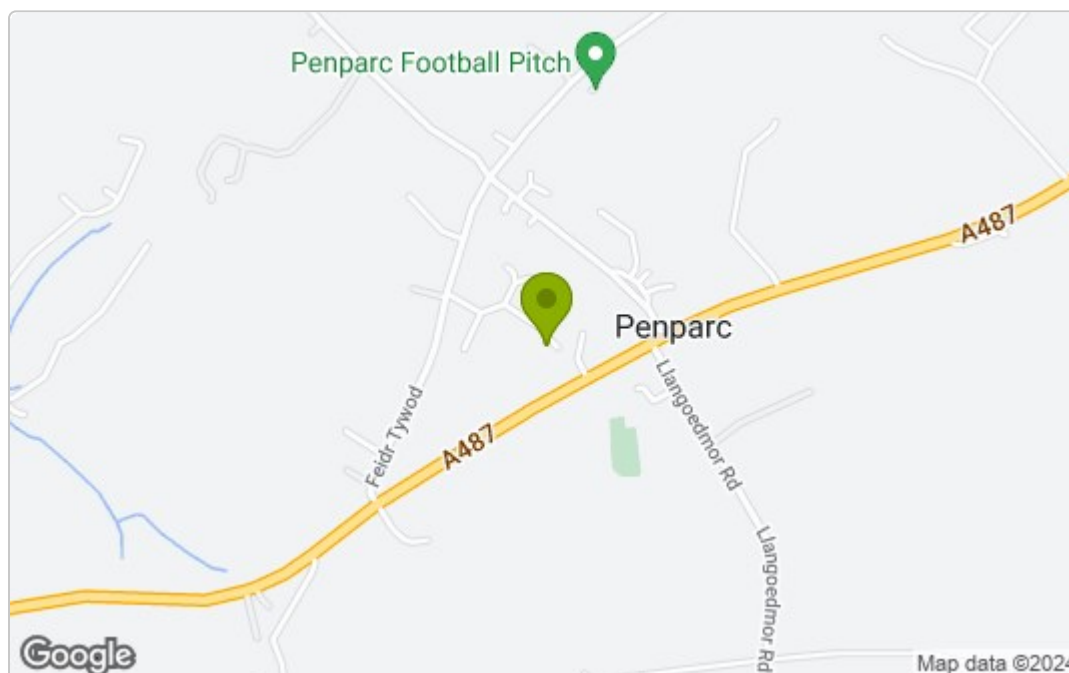 Penparc Football Pitch
A487
Penparc
Feidr Tywod
A487
Llangoedmor Rd
Llangoedmor Rd
Google
Map data ©2024